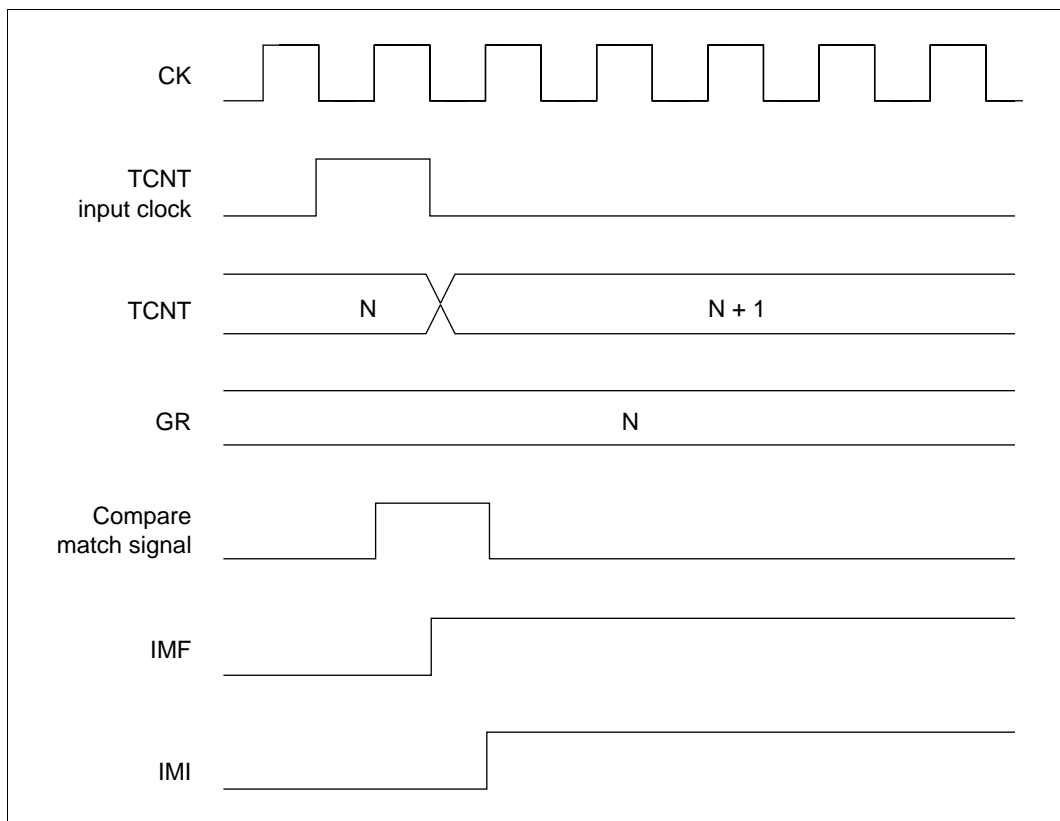 CK
TCNT
input clock
TCNT
N
N + 1
GR
N
Compare
match signal
IMF
IMI